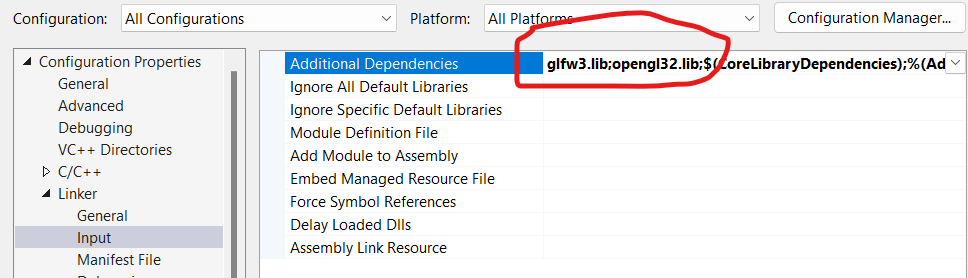 Configuration: All Configurations Platform: All Platforms Configuration Manager...
Configuration Properties
General
Advanced
Debugging
VC++ Directories
C/C++
Linker
General
Input
Manifest File
Additional Dependencies glfw3.lib;opengl32.lib;$(CoreLibraryDependencies);%(Ad
Ignore All Default Libraries
Ignore Specific Default Libraries
Module Definition File
Add Module to Assembly
Embed Managed Resource File
Force Symbol References
Delay Loaded Dlls
Assembly Link Resource